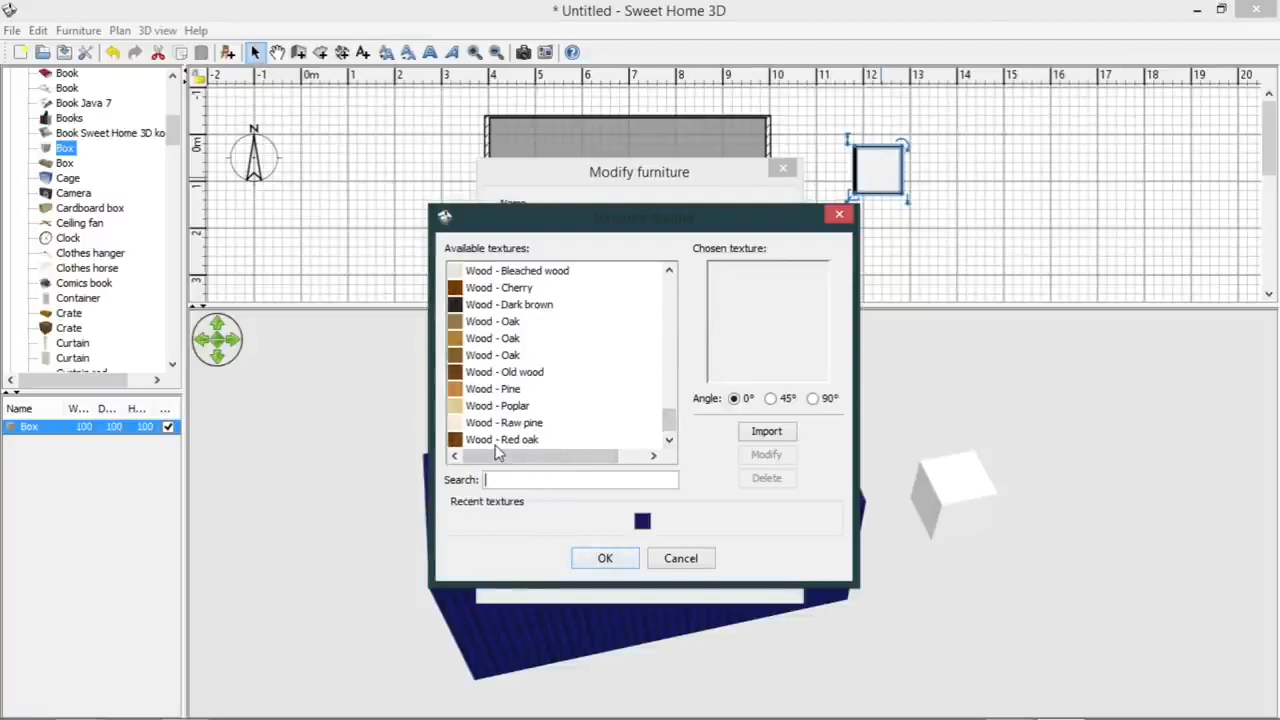 * Untitled - Sweet Home 3D
File Edit Furniture Plan 3D view Help
-2 -1 0m 1 2 3 4 5 6 7 8 9 10 11 12 13 14 15 16 17 18 19 20
-1
0m
1
2
3
N
Book
Book
Book Java 7
Books
Book Sweet Home 3D ko
Box
Box
Cage
Camera
Cardboard box
Ceiling fan
Clock
Clothes hanger
Clothes horse
Comics book
Container
Crate
Crate
Curtain
Curtain
Name W... D... H... ...
Box 100 100 100
Modify furniture
Available textures:
Wood - Bleached wood
Wood - Cherry
Wood - Dark brown
Wood - Oak
Wood - Oak
Wood - Oak
Wood - Old wood
Wood - Pine
Wood - Poplar
Wood - Raw pine
Wood - Red oak
Search:
Recent textures
Chosen texture:
Angle: 0° 45° 90°
Import
Modify
Delete
OK Cancel